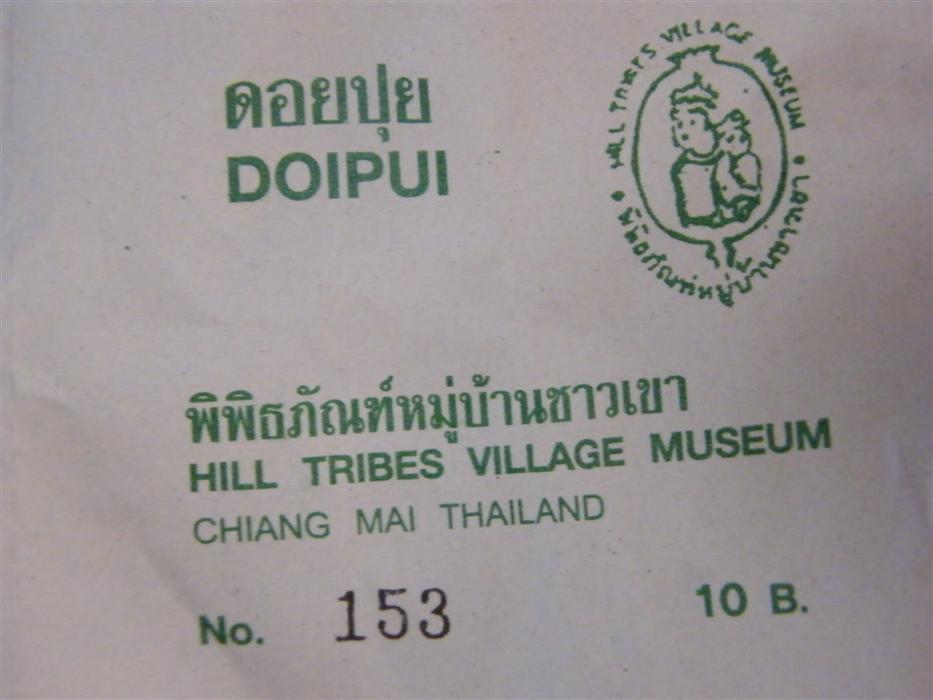 ดอยปุย
DOIPUI
HILL TRIBES VILLAGE MUSEUM
พิพิธภัณฑ์หมู่บ้านชาวเขา
พิพิธภัณฑ์หมู่บ้านชาวเขา
HILL TRIBES VILLAGE MUSEUM
CHIANG MAI THAILAND
No. 153 10 B.